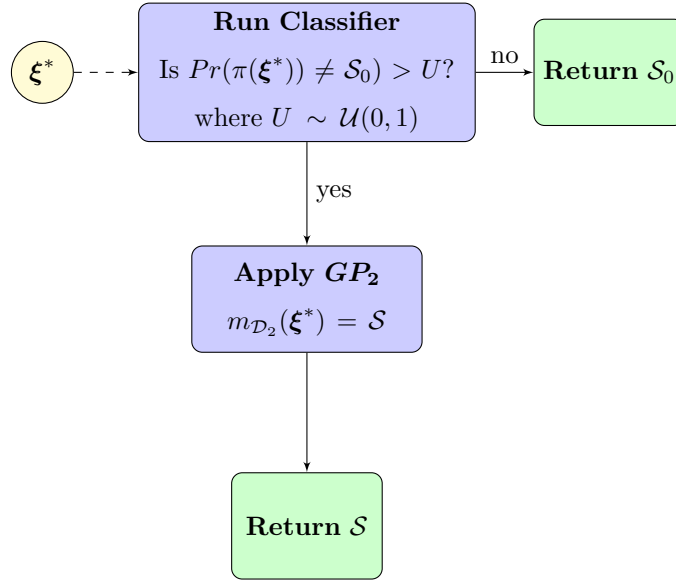 ξ*
Run Classifier
Is Pr(π(ξ*)) ≠ 𝒮₀) > U?
where U ∼ 𝒰(0, 1)
no
Return 𝒮₀
yes
Apply GP₂
m_𝒟₂(ξ*) = 𝒮
Return 𝒮